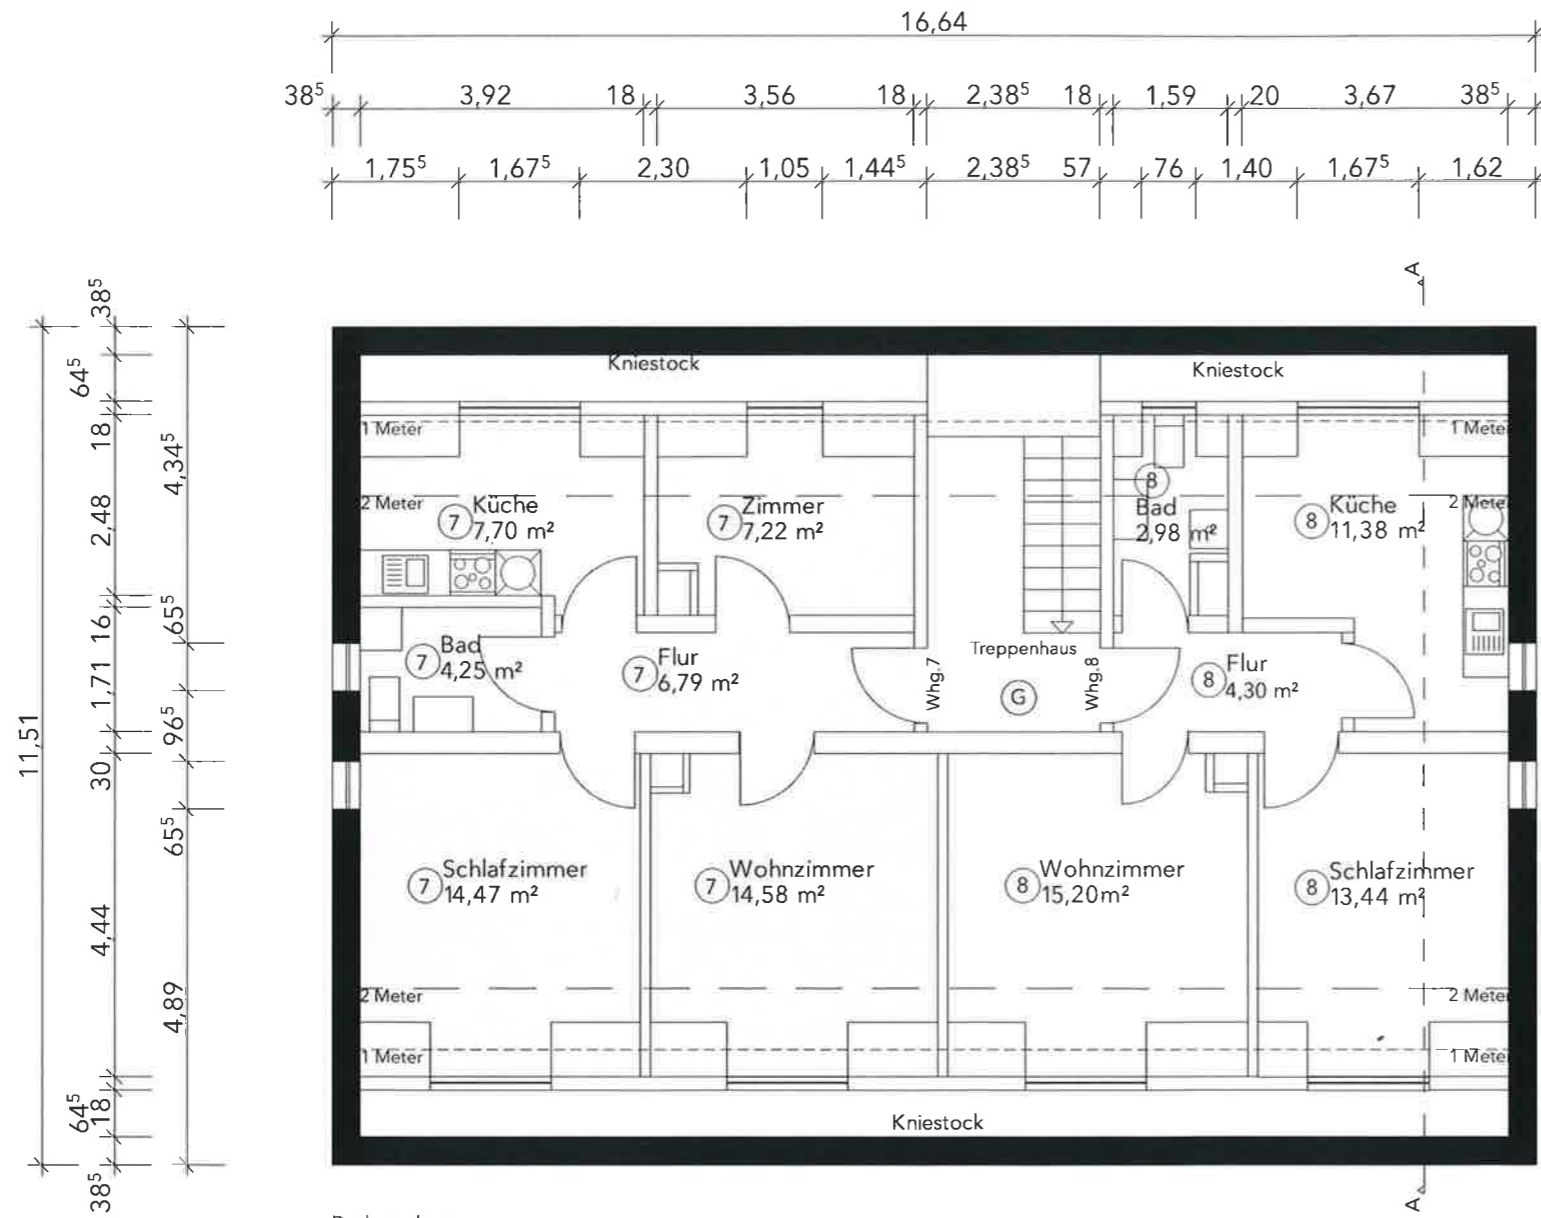 16,64
38⁵ 3,92 18 3,56 18 2,38⁵ 18 1,59 20 3,67 38⁵
1,75⁵ 1,67⁵ 2,30 1,05 1,44⁵ 2,38⁵ 57 76 1,40 1,67⁵ 1,62
A
38⁵
64⁵
18
4,34⁵
2,48
65⁵
16
1,71
96⁵
11,51
30
65⁵
4,44
4,89
64⁵
18
38⁵
Kniestock
Kniestock
1 Meter
1 Meter
2 Meter
2 Meter
7 Küche
7,70 m²
7 Zimmer
7,22 m²
8
Bad
2,98 m²
8 Küche
11,38 m²
7 Bad
4,25 m²
7 Flur
6,79 m²
Treppenhaus
Whg.7
G
Whg.8
8 Flur
4,30 m²
7 Schlafzimmer
14,47 m²
7 Wohnzimmer
14,58 m²
8 Wohnzimmer
15,20m²
8 Schlafzimmer
13,44 m²
2 Meter
2 Meter
1 Meter
1 Meter
Kniestock
A